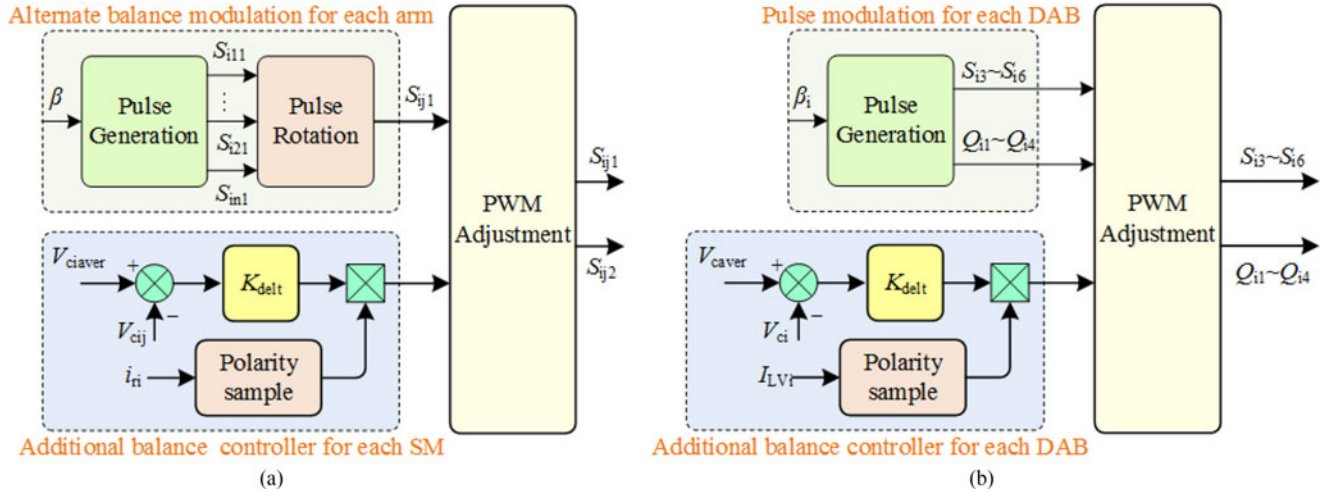 Alternate balance modulation for each arm
β
Pulse
Generation
Si11
⋮
Si21
Sin1
Pulse
Rotation
Sij1
PWM
Adjustment
Sij1
Sij2
Vciaver
+
−
Vcij
Kdelt
iri
Polarity
sample
Additional balance controller for each SM
(a)
Pulse modulation for each DAB
βi
Pulse
Generation
Si3~Si6
Qi1~Qi4
PWM
Adjustment
Si3~Si6
Qi1~Qi4
Vcaver
+
−
Vci
Kdelt
ILVi
Polarity
sample
Additional balance controller for each DAB
(b)